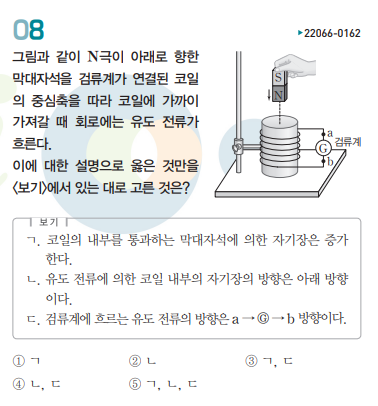 08
▶22066-0162
그림과 같이 N극이 아래로 향한
막대자석을 검류계가 연결된 코일
의 중심축을 따라 코일에 가까이
가져갈 때 회로에는 유도 전류가
흐른다.
이에 대한 설명으로 옳은 것만을
〈보기〉에서 있는 대로 고른 것은?
S
N
a
G 검류계
b
보기
ㄱ. 코일의 내부를 통과하는 막대자석에 의한 자기장은 증가
한다.
ㄴ. 유도 전류에 의한 코일 내부의 자기장의 방향은 아래 방향
이다.
ㄷ. 검류계에 흐르는 유도 전류의 방향은 a → Ⓖ → b 방향이다.
① ㄱ ② ㄴ ③ ㄱ, ㄷ
④ ㄴ, ㄷ ⑤ ㄱ, ㄴ, ㄷ